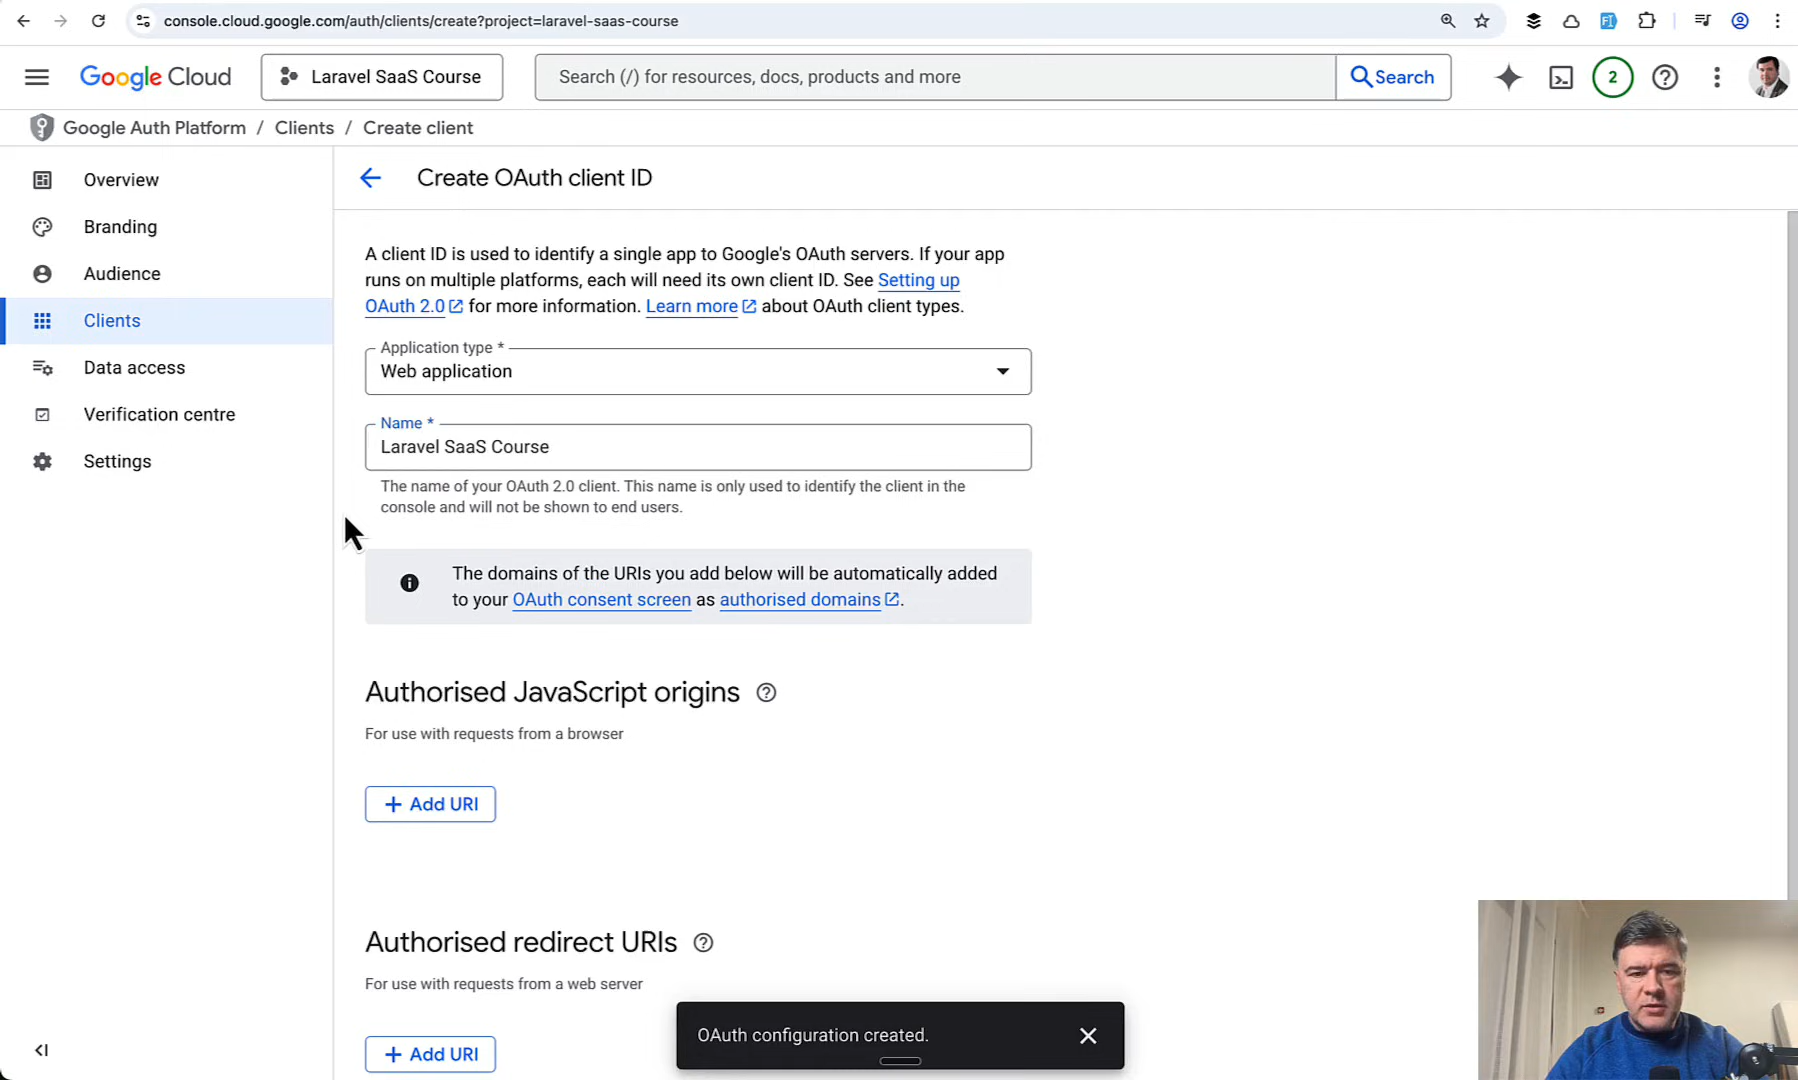 console.cloud.google.com/auth/clients/create?project=laravel-saas-course
Google Cloud
Laravel SaaS Course
Search (/) for resources, docs, products and more
Search
2
Google Auth Platform / Clients / Create client
Overview
Branding
Audience
Clients
Data access
Verification centre
Settings
Create OAuth client ID
A client ID is used to identify a single app to Google's OAuth servers. If your app
runs on multiple platforms, each will need its own client ID. See Setting up
OAuth 2.0 for more information. Learn more about OAuth client types.
Application type *
Web application
Name *
Laravel SaaS Course
The name of your OAuth 2.0 client. This name is only used to identify the client in the
console and will not be shown to end users.
The domains of the URIs you add below will be automatically added
to your OAuth consent screen as authorised domains.
Authorised JavaScript origins
For use with requests from a browser
+ Add URI
Authorised redirect URIs
For use with requests from a web server
+ Add URI
OAuth configuration created.